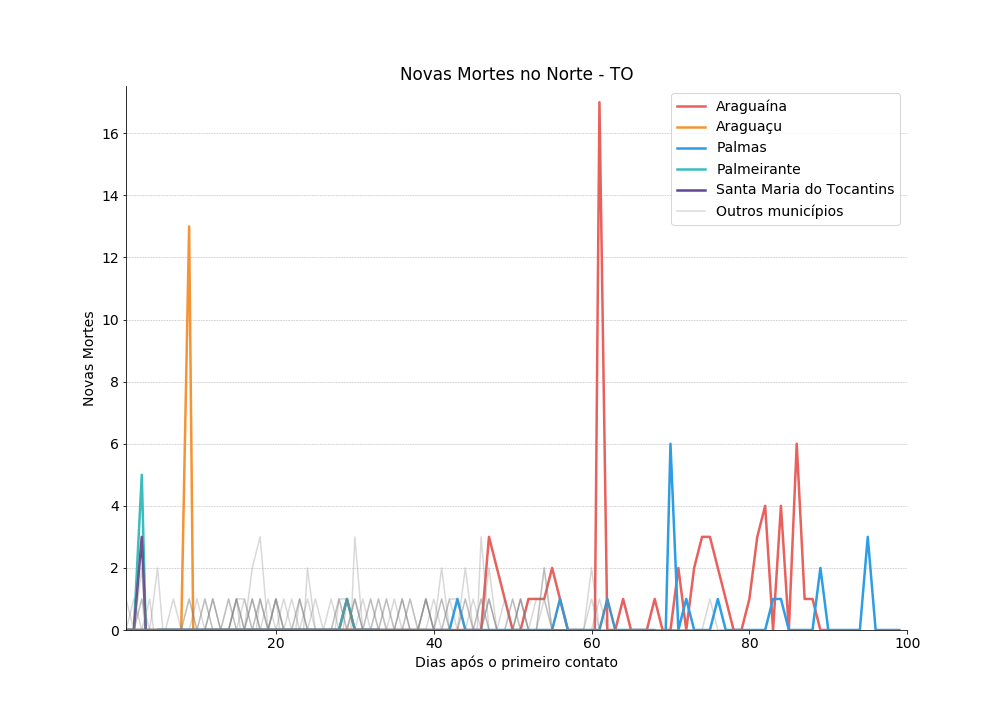 Novas Mortes no Norte - TO
Araguaína
Araguaçu
Palmas
Palmeirante
Santa Maria do Tocantins
Outros municípios
Novas Mortes
16
14
12
10
8
6
4
2
0
20
40
60
80
100
Dias após o primeiro contato